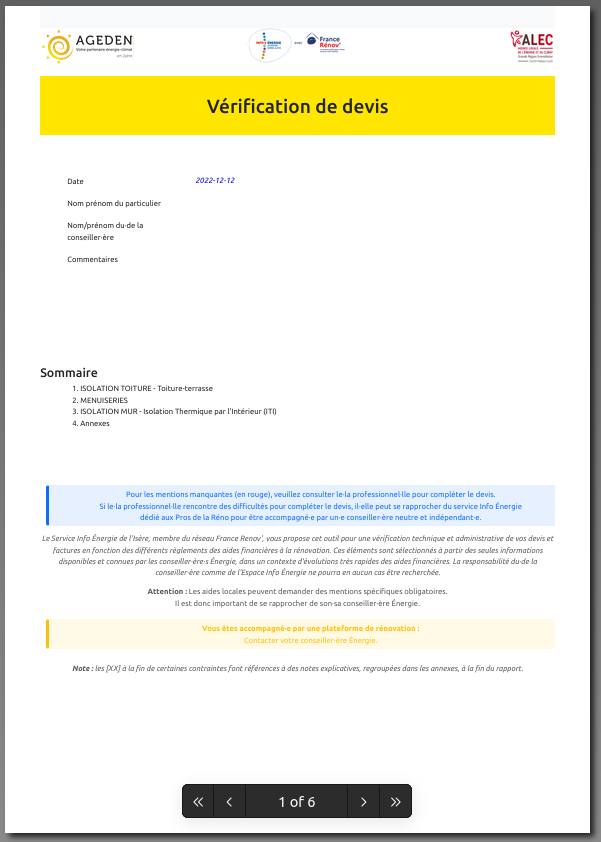 AGEDEN
Votre partenaire énergie-climat
en Isère
INFO ÉNERGIE
avec
France
Rénov'
ALEC
AGENCE LOCALE
DE L'ÉNERGIE ET DU CLIMAT
Grande Région Grenobloise
Vérification de devis
Date 2022-12-12
Nom prénom du particulier
Nom/prénom du·de la
conseiller·ère
Commentaires
Sommaire
1. ISOLATION TOITURE - Toiture-terrasse
2. MENUISERIES
3. ISOLATION MUR - Isolation Thermique par l'Intérieur (ITI)
4. Annexes
Pour les mentions manquantes (en rouge), veuillez consulter le·la professionnel·lle pour compléter le devis.
Si le·la professionnel·lle rencontre des difficultés pour compléter le devis, il·elle peut se rapprocher du service Info Énergie
dédié aux Pros de la Réno pour être accompagné·e par un·e conseiller·ère neutre et indépendant·e.
Le Service Info Énergie de l'Isère, membre du réseau France Renov', vous propose cet outil pour une vérification technique et administrative de vos devis et
factures en fonction des différents règlements des aides financières à la rénovation. Ces éléments sont sélectionnés à partir des seules informations
disponibles et connues par les conseiller·ère·s Énergie, dans un contexte d'évolutions très rapides des aides financières. La responsabilité du·de la
conseiller·ère comme de l'Espace Info Énergie ne pourra en aucun cas être recherchée.
Attention : Les aides locales peuvent demander des mentions spécifiques obligatoires.
Il est donc important de se rapprocher de son·sa conseiller·ère Énergie.
Vous êtes accompagné·e par une plateforme de rénovation :
Contacter votre conseiller·ère Énergie.
Note : les [XX] à la fin de certaines contraintes font références à des notes explicatives, regroupées dans les annexes, à la fin du rapport.
1 of 6